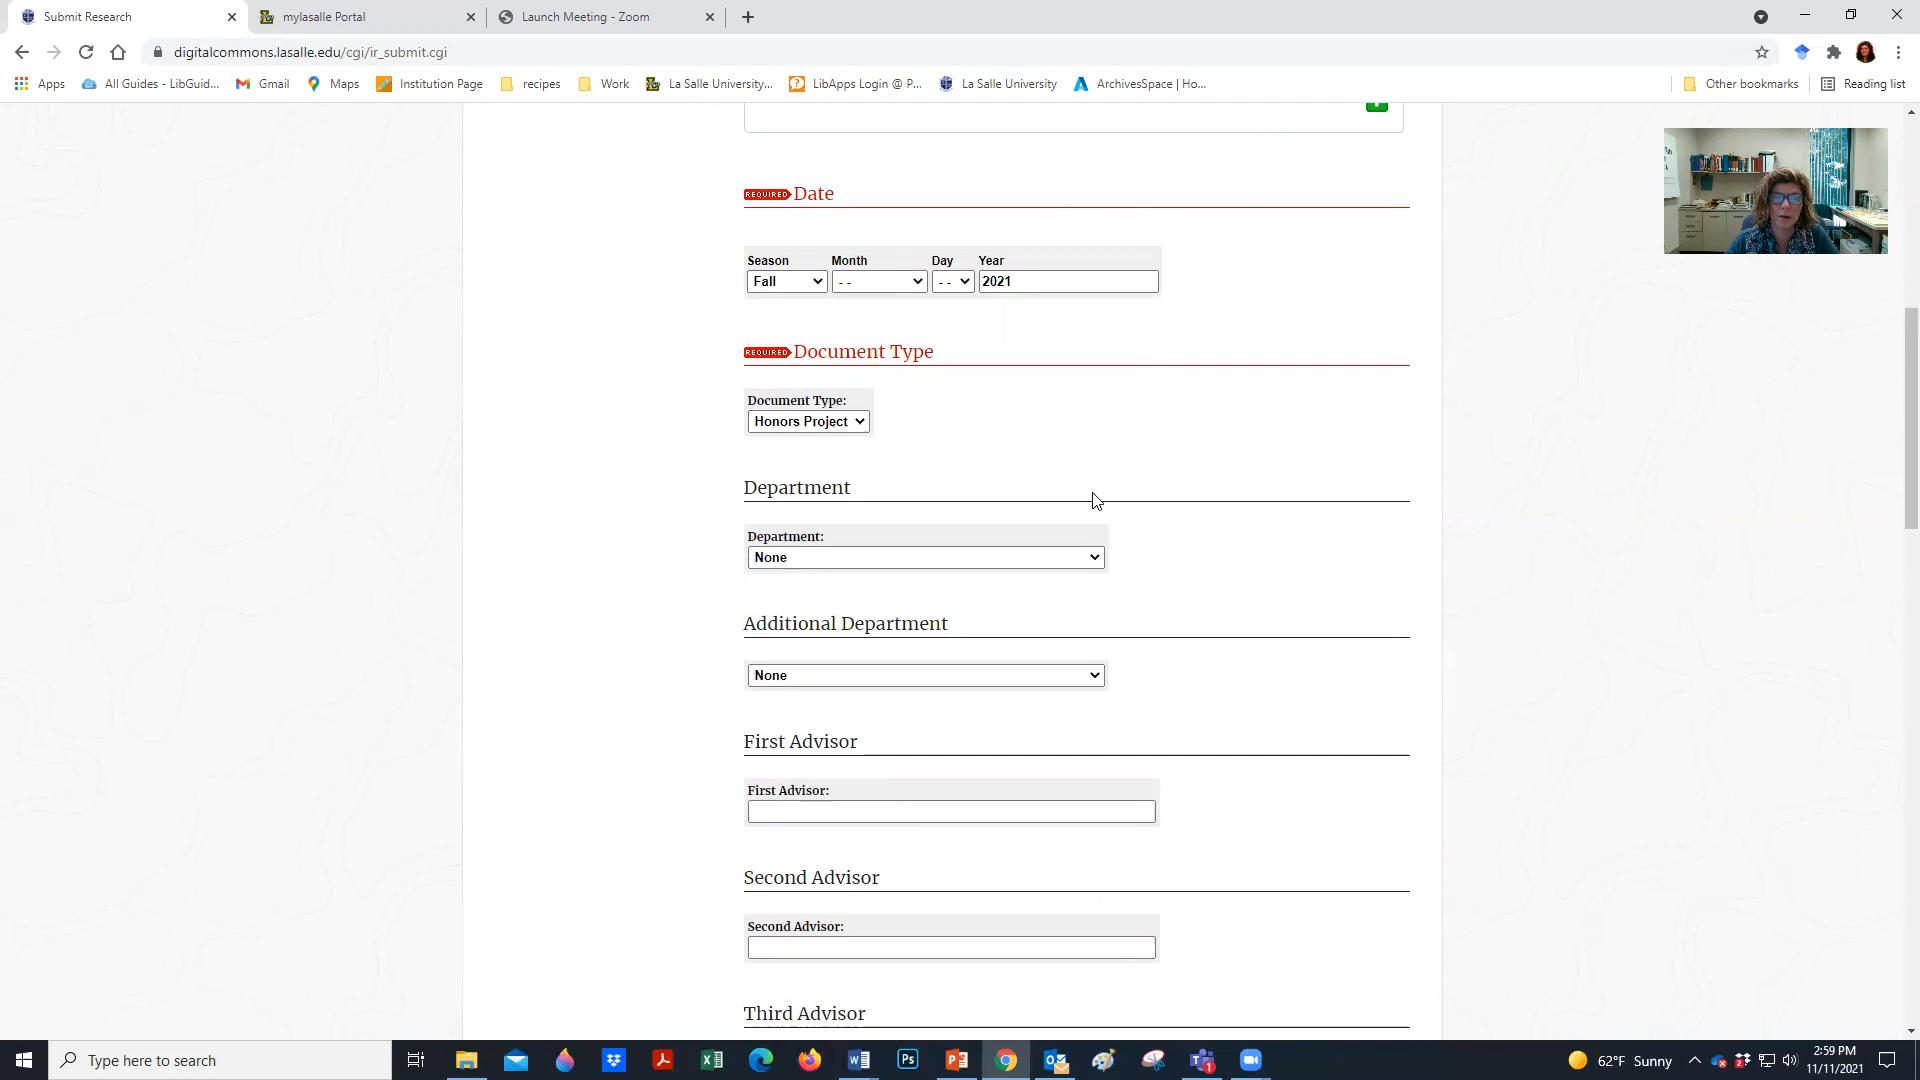 Submit Research
mylasalle Portal
Launch Meeting - Zoom
digitalcommons.lasalle.edu/cgi/ir_submit.cgi
Apps
All Guides - LibGuid...
Gmail
Maps
Institution Page
recipes
Work
La Salle University...
LibApps Login @ P...
La Salle University
ArchivesSpace | Ho...
Other bookmarks
Reading list
REQUIRED Date
Season Month Day Year
Fall -- -- 2021
REQUIRED Document Type
Document Type:
Honors Project
Department
Department:
None
Additional Department
None
First Advisor
First Advisor:
Second Advisor
Second Advisor:
Third Advisor
Type here to search
62°F Sunny
2:59 PM
11/11/2021